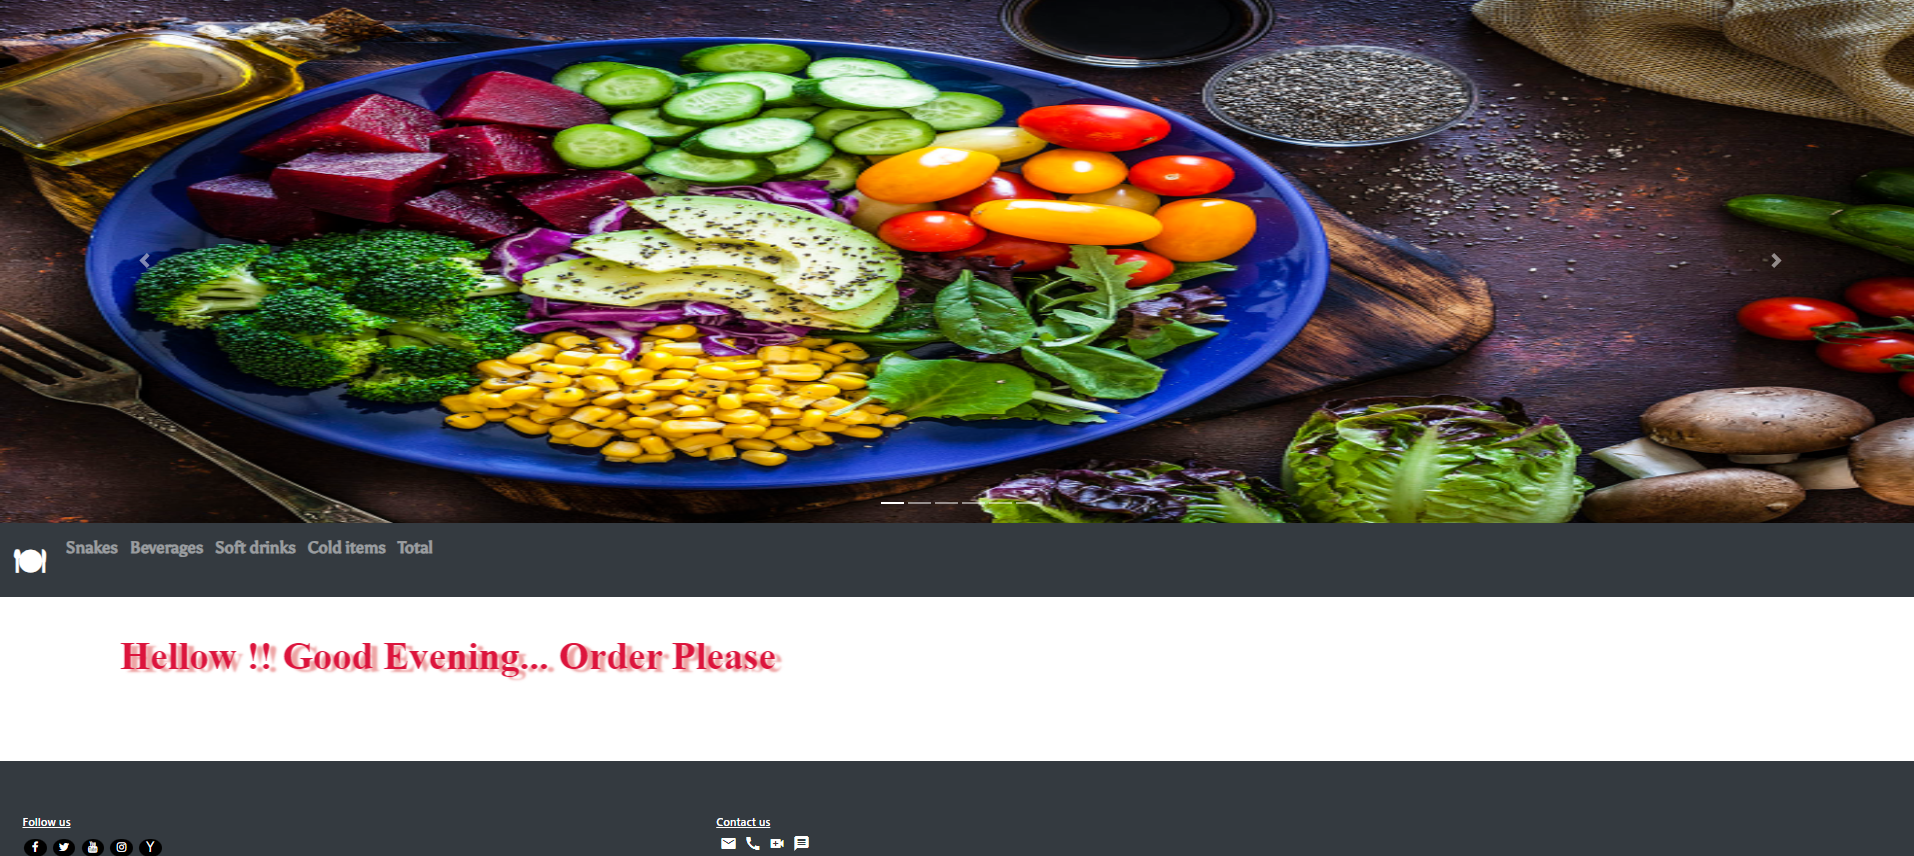 Snakes Beverages Soft drinks Cold items Total
Hellow !! Good Evening... Order Please
Follow us
Contact us